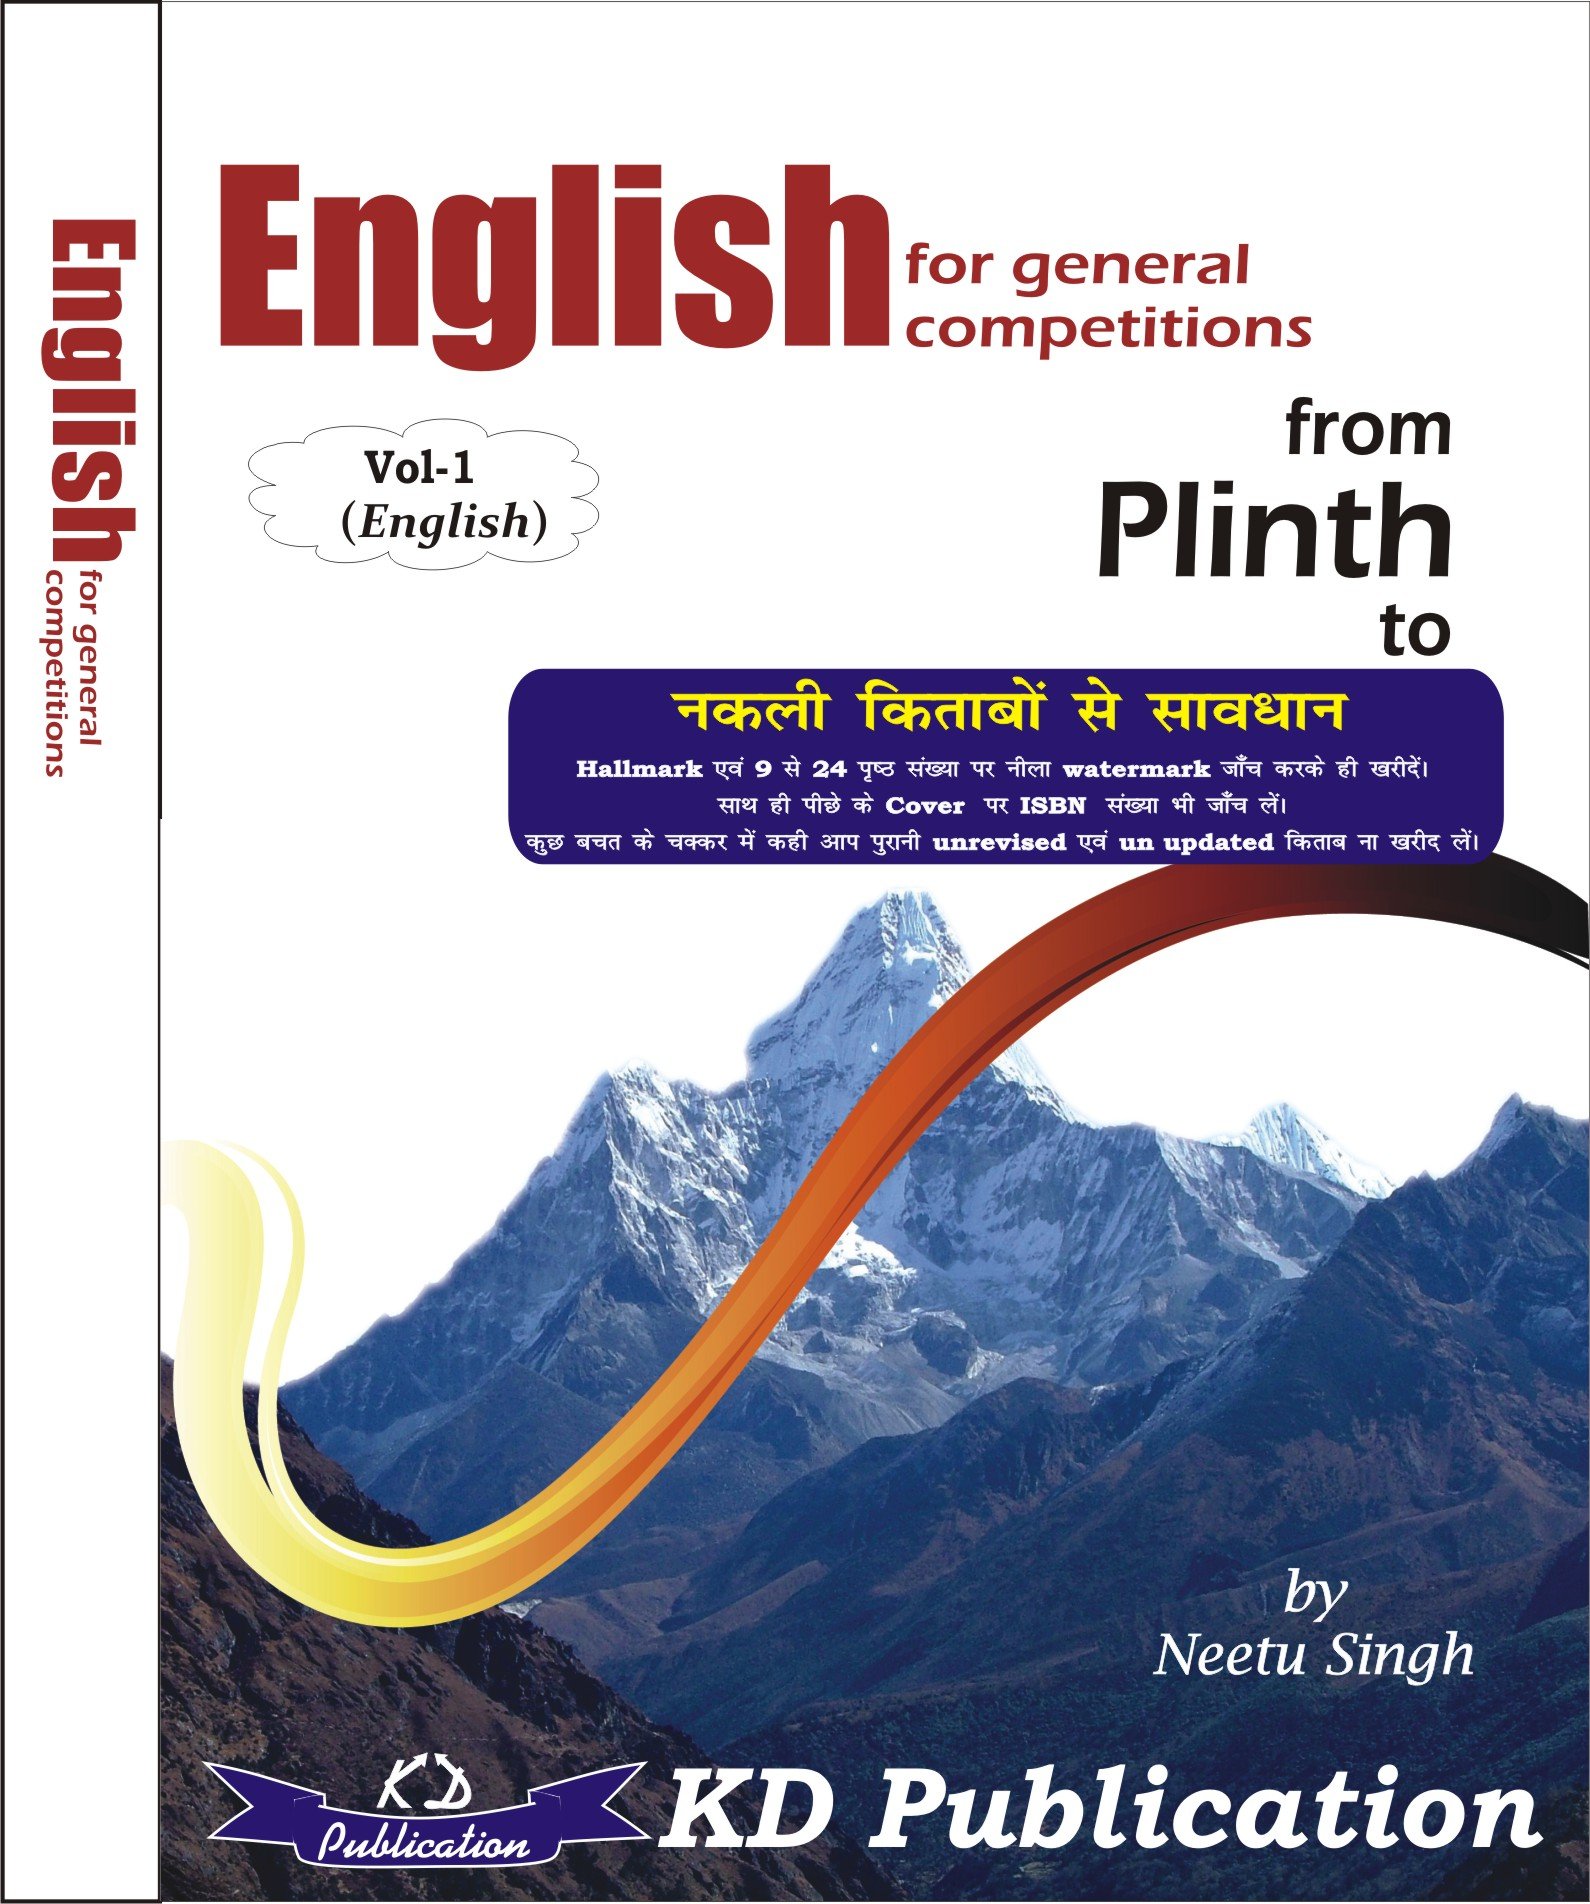 English
for general
competitions
English
for general
competitions
Vol-1
(English)
from
Plinth
to
नकली किताबों से सावधान
Hallmark एवं 9 से 24 पृष्ठ संख्या पर नीला watermark जाँच करके ही खरीदें।
साथ ही पीछे के Cover पर ISBN संख्या भी जाँच लें।
कुछ बचत के चक्कर में कही आप पुरानी unrevised एवं un updated किताब ना खरीद लें।
by
Neetu Singh
KD
Publication
KD Publication